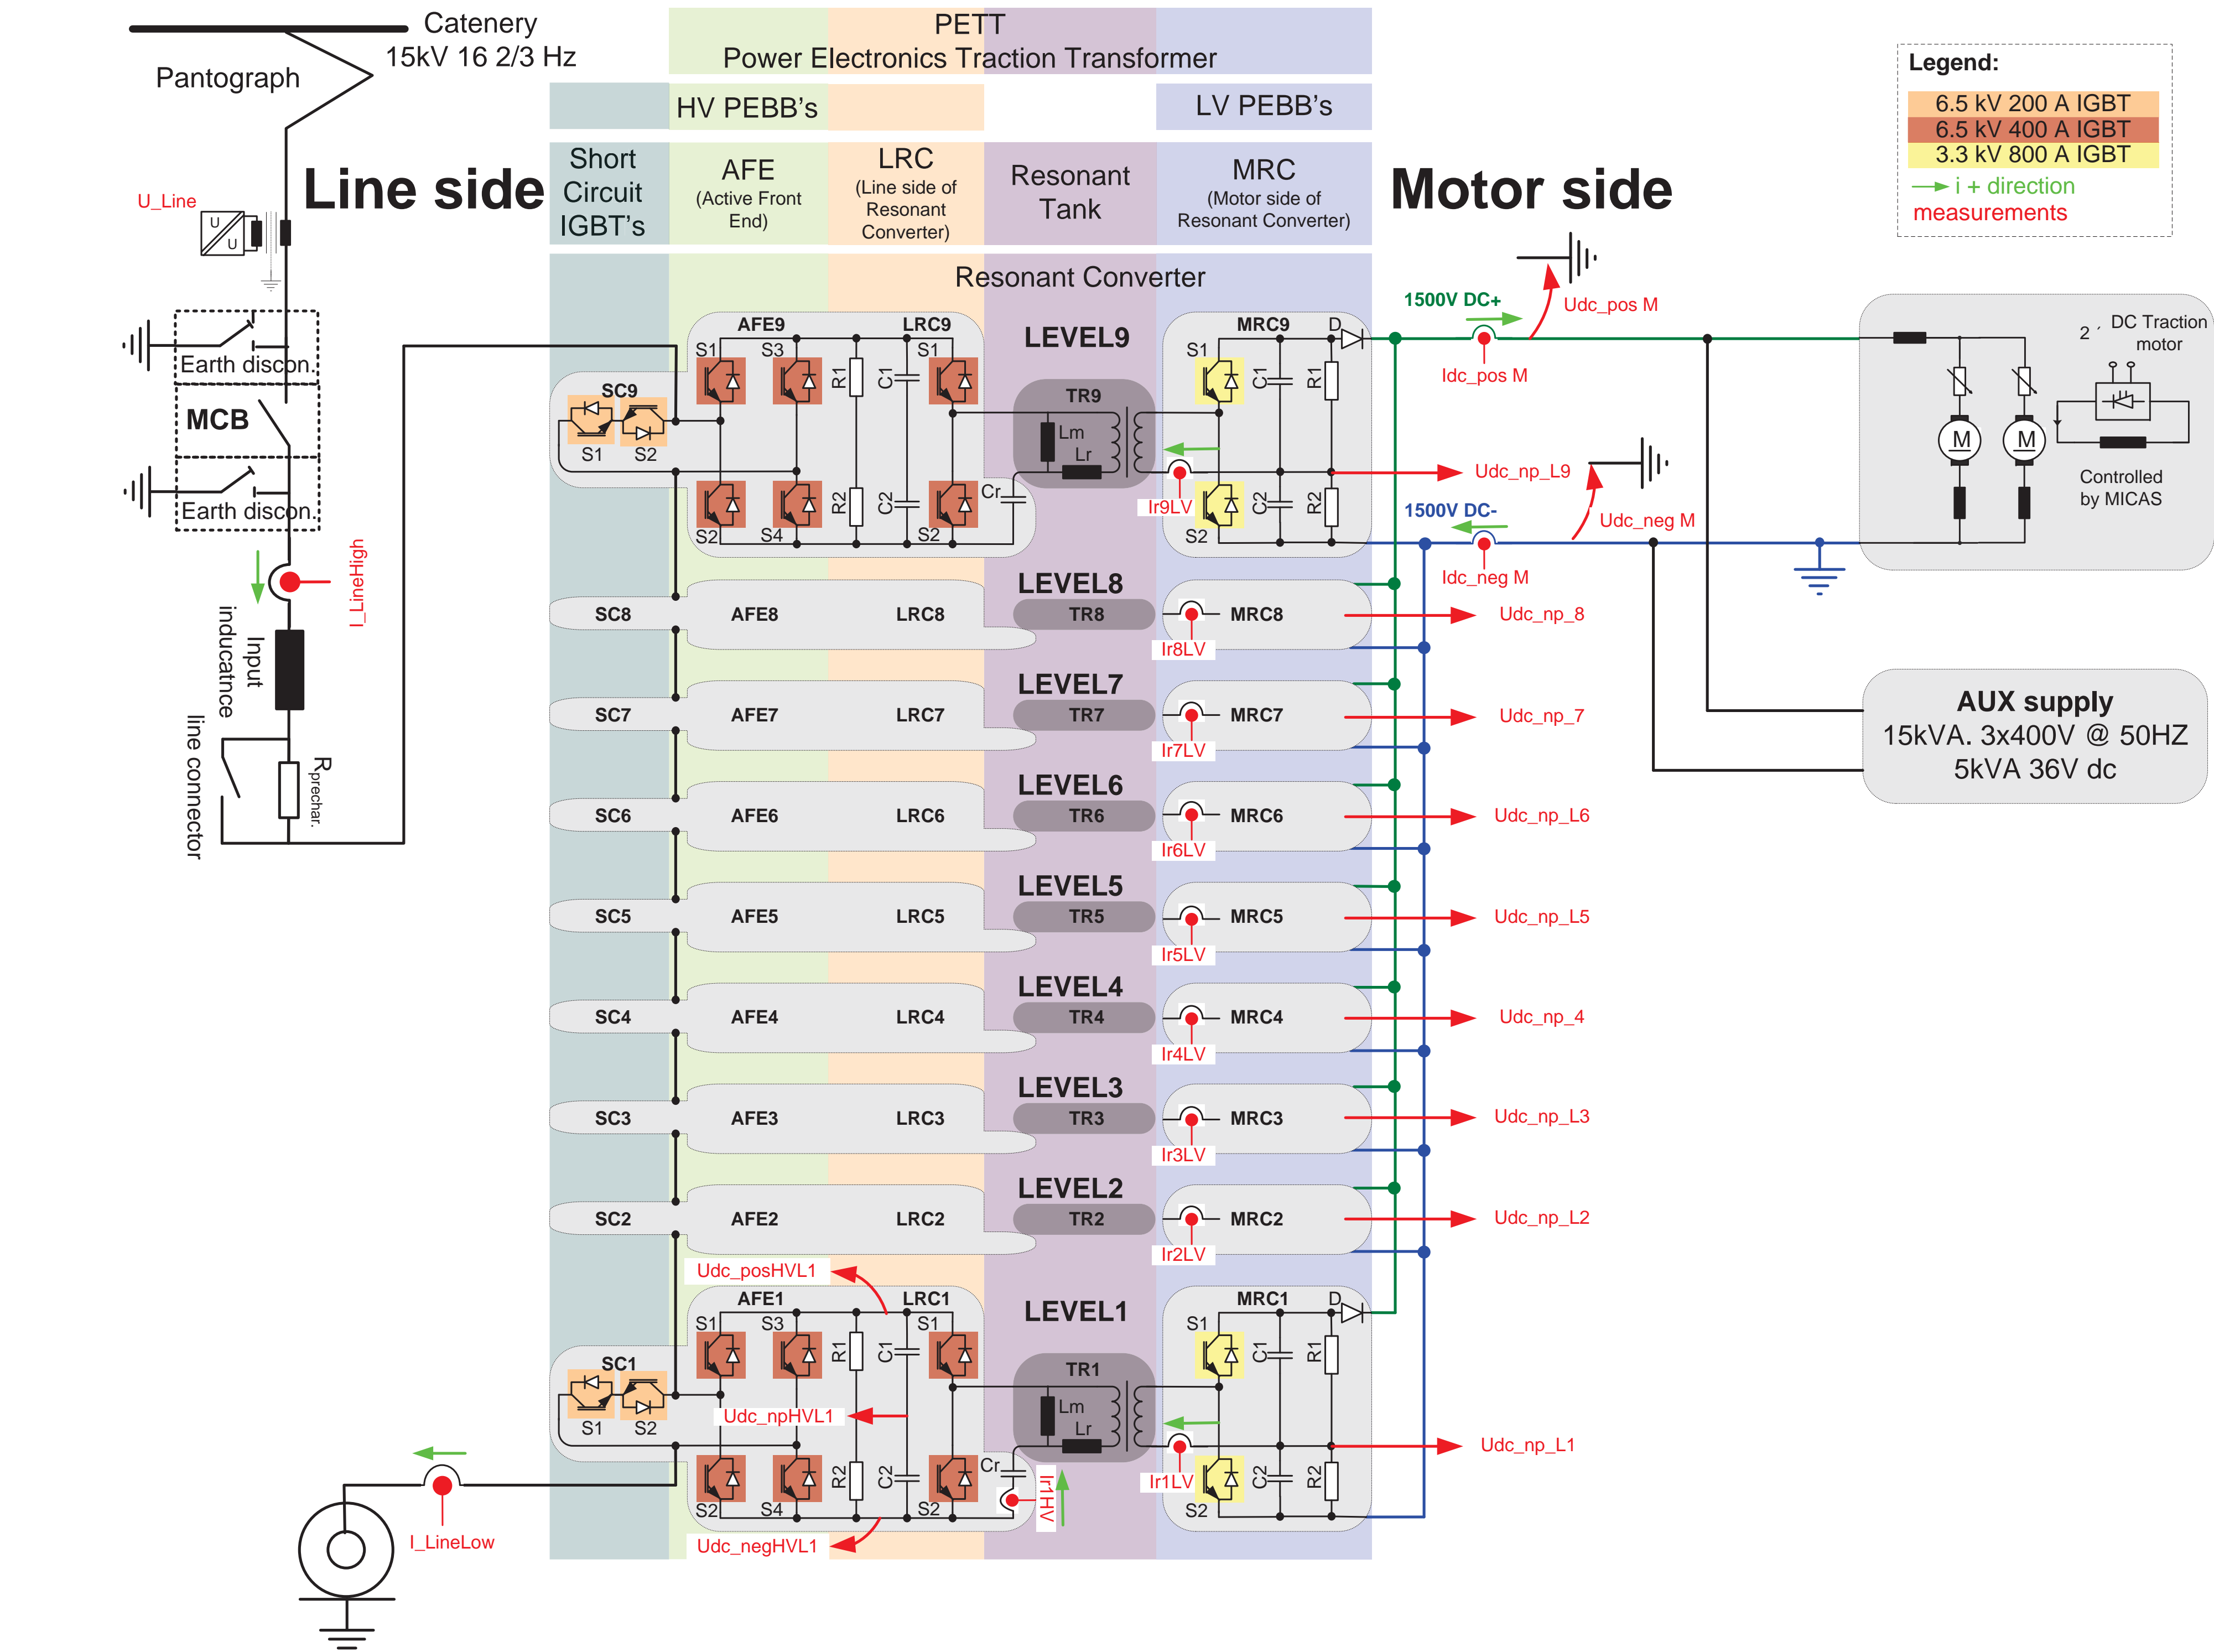 Catenery
15kV 16 2/3 Hz
Pantograph
PETT
Power Electronics Traction Transformer
HV PEBB's
LV PEBB's
Legend:
6.5 kV 200 A IGBT
6.5 kV 400 A IGBT
3.3 kV 800 A IGBT
i + direction
measurements
Line side
Short
Circuit
IGBT's
AFE
(Active Front
End)
LRC
(Line side of
Resonant
Converter)
Resonant
Tank
MRC
(Motor side of
Resonant Converter)
Motor side
U_Line
U
U
Resonant Converter
Earth discon.
MCB
Earth discon.
I_LineHigh
Input
inducatnce
line connector
Rprechar.
AFE9
LRC9
LEVEL9
MRC9
D
S1
S3
R1
C1
S1
S1
C1
R1
SC9
S1
S2
TR9
Lm
Lr
Cr
S2
S4
R2
C2
S2
Ir9LV
S2
C2
R2
1500V DC+
Udc_pos M
Idc_pos M
Udc_np_L9
1500V DC-
Udc_neg M
Idc_neg M
2 ´
DC Traction
motor
M
M
Controlled
by MICAS
LEVEL8
SC8
AFE8
LRC8
TR8
MRC8
Ir8LV
Udc_np_8
LEVEL7
SC7
AFE7
LRC7
TR7
MRC7
Ir7LV
Udc_np_7
AUX supply
15kVA. 3x400V @ 50HZ
5kVA 36V dc
LEVEL6
SC6
AFE6
LRC6
TR6
MRC6
Ir6LV
Udc_np_L6
LEVEL5
SC5
AFE5
LRC5
TR5
MRC5
Ir5LV
Udc_np_L5
LEVEL4
SC4
AFE4
LRC4
TR4
MRC4
Ir4LV
Udc_np_4
LEVEL3
SC3
AFE3
LRC3
TR3
MRC3
Ir3LV
Udc_np_L3
LEVEL2
SC2
AFE2
LRC2
TR2
MRC2
Ir2LV
Udc_np_L2
Udc_posHVL1
AFE1
LRC1
LEVEL1
MRC1
D
S1
S3
R1
C1
S1
S1
C1
R1
SC1
S1
S2
TR1
Lm
Lr
Udc_npHVL1
Cr
Ir1HV
S2
S4
R2
C2
S2
Ir1LV
S2
C2
R2
Udc_np_L1
Udc_negHVL1
I_LineLow